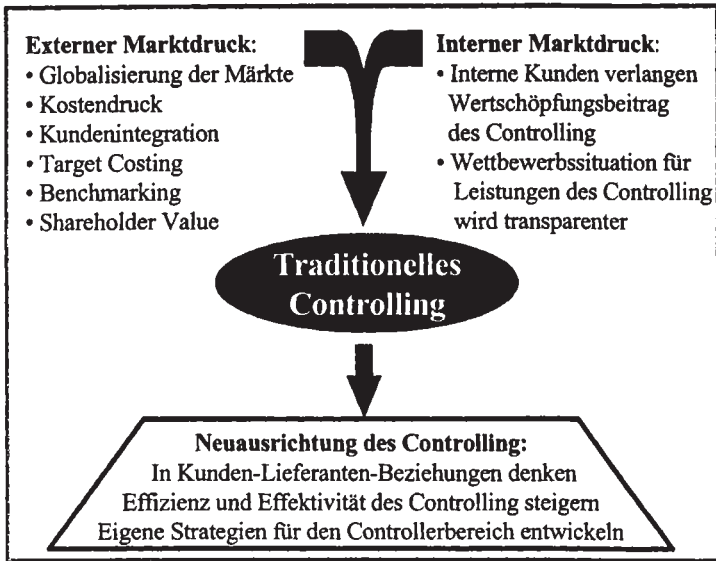 Externer Marktdruck:
• Globalisierung der Märkte
• Kostendruck
• Kundenintegration
• Target Costing
• Benchmarking
• Shareholder Value
Interner Marktdruck:
• Interne Kunden verlangen
Wertschöpfungsbeitrag
des Controlling
• Wettbewerbssituation für
Leistungen des Controlling
wird transparenter
Traditionelles
Controlling
Neuausrichtung des Controlling:
In Kunden-Lieferanten-Beziehungen denken
Effizienz und Effektivität des Controlling steigern
Eigene Strategien für den Controllerbereich entwickeln